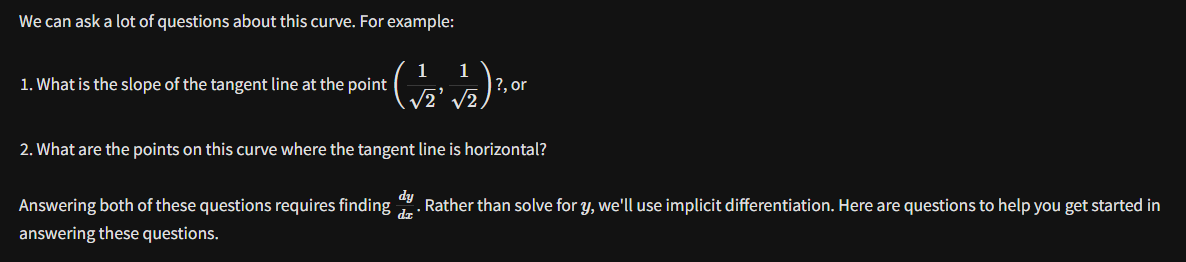 We can ask a lot of questions about this curve. For example:
1. What is the slope of the tangent line at the point (1/√2, 1/√2)?, or
2. What are the points on this curve where the tangent line is horizontal?
Answering both of these questions requires finding dy/dx. Rather than solve for y, we'll use implicit differentiation. Here are questions to help you get started in
answering these questions.